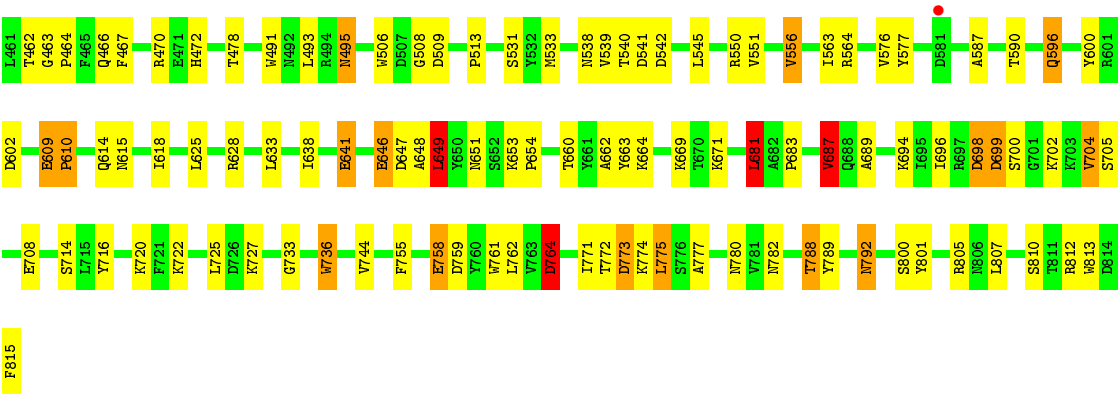 L461 T462 G463 P464 F465 Q466 F467 R470 E471 H472 T478 W491 N492 L493 R494 N495 W506 D507 G508 D509 P513 S531 Y532 M533 N538 V539 T540 D541 D542 L545 R550 V551 V556 I563 R564 V576 Y577 D581 A587 T590 Q596 Y600 R601
D602 E609 P610 Q614 N615 I618 L625 R628 L633 I638 E641 E646 D647 A648 L649 Y650 N651 S652 K653 P654 T660 Y661 A662 Y663 K664 K669 T670 K671 L681 A682 P683 V687 Q688 A689 K694 I695 I696 R697 D698 D699 S700 G701 K702 K703 V704 S705
E708 S714 L715 Y716 K720 F721 K722 L725 D726 K727 G733 W736 V744 F755 E758 D759 Y760 W761 L762 V763 D764 I771 T772 D773 K774 L775 S776 A777 N780 V781 N782 T788 Y789 N792 S800 Y801 R805 N806 L807 S810 T811 R812 W813 D814
F815